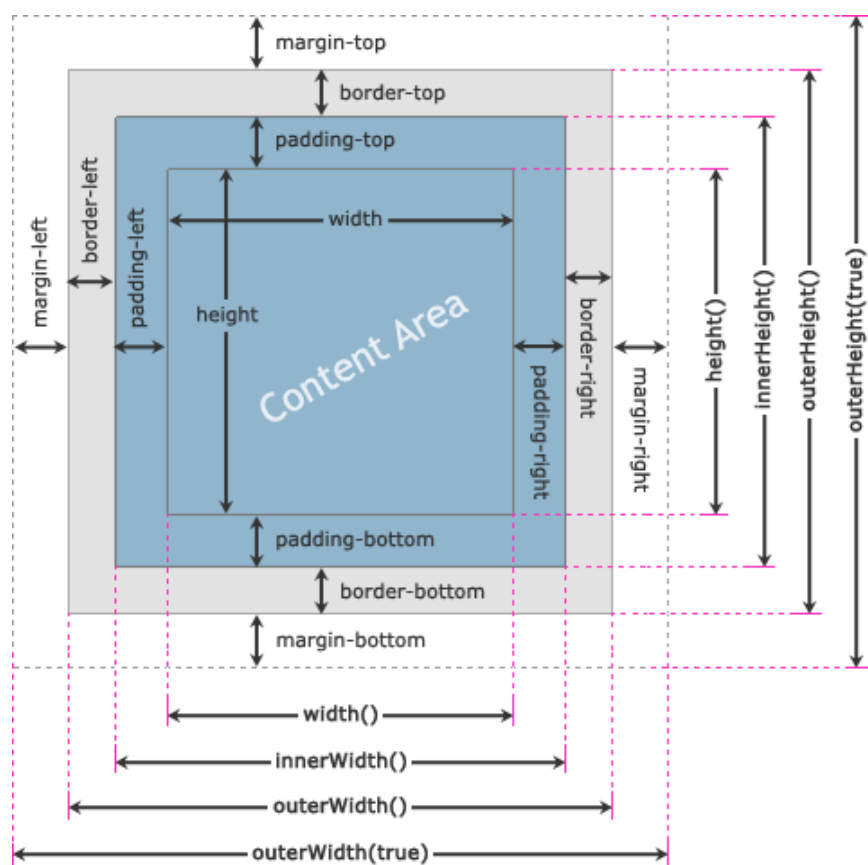 margin-top
border-top
padding-top
width
height
Content Area
margin-left
border-left
padding-left
padding-right
border-right
margin-right
height()
innerHeight()
outerHeight()
outerHeight(true)
padding-bottom
border-bottom
margin-bottom
width()
innerWidth()
outerWidth()
outerWidth(true)